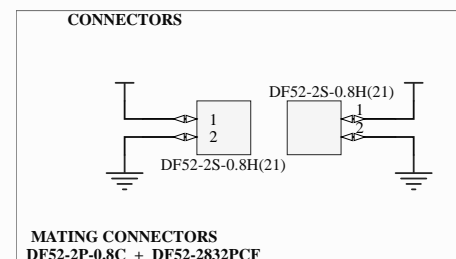 CONNECTORS
DF52-2S-0.8H(21)
1
2
1
2
DF52-2S-0.8H(21)
MATING CONNECTORS
DF52-2P-0.8C + DF52-2832PCF